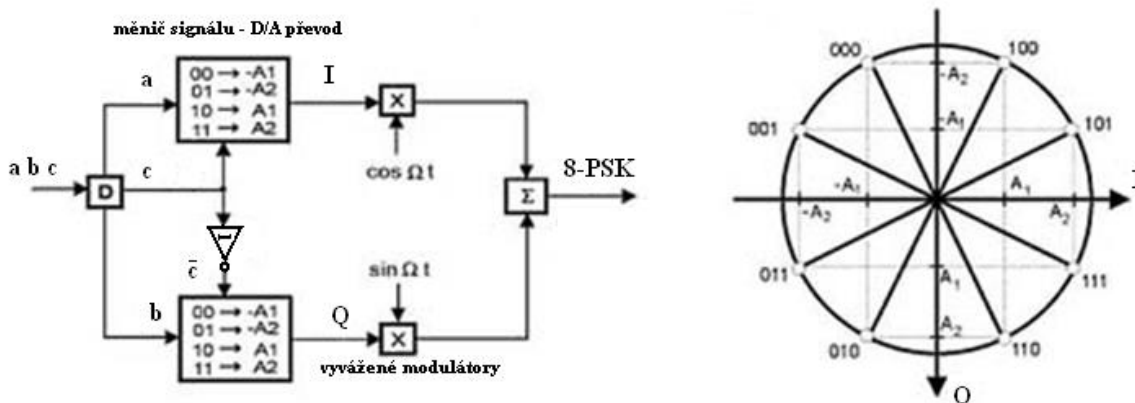 měnič signálu - D/A převod
a
00 → -A1
01 → -A2
10 → A1
11 → A2
I
X
cos Ω t
a b c
D
c
Σ
8-PSK
c̄
sin Ω t
b
00 → -A1
01 → -A2
10 → A1
11 → A2
Q
X
vyvážené modulátory
000
100
-A₂
001
-A₁
101
-A₁
A₁
-A₂
A₂
I
011
A₁
111
A₂
010
110
Q